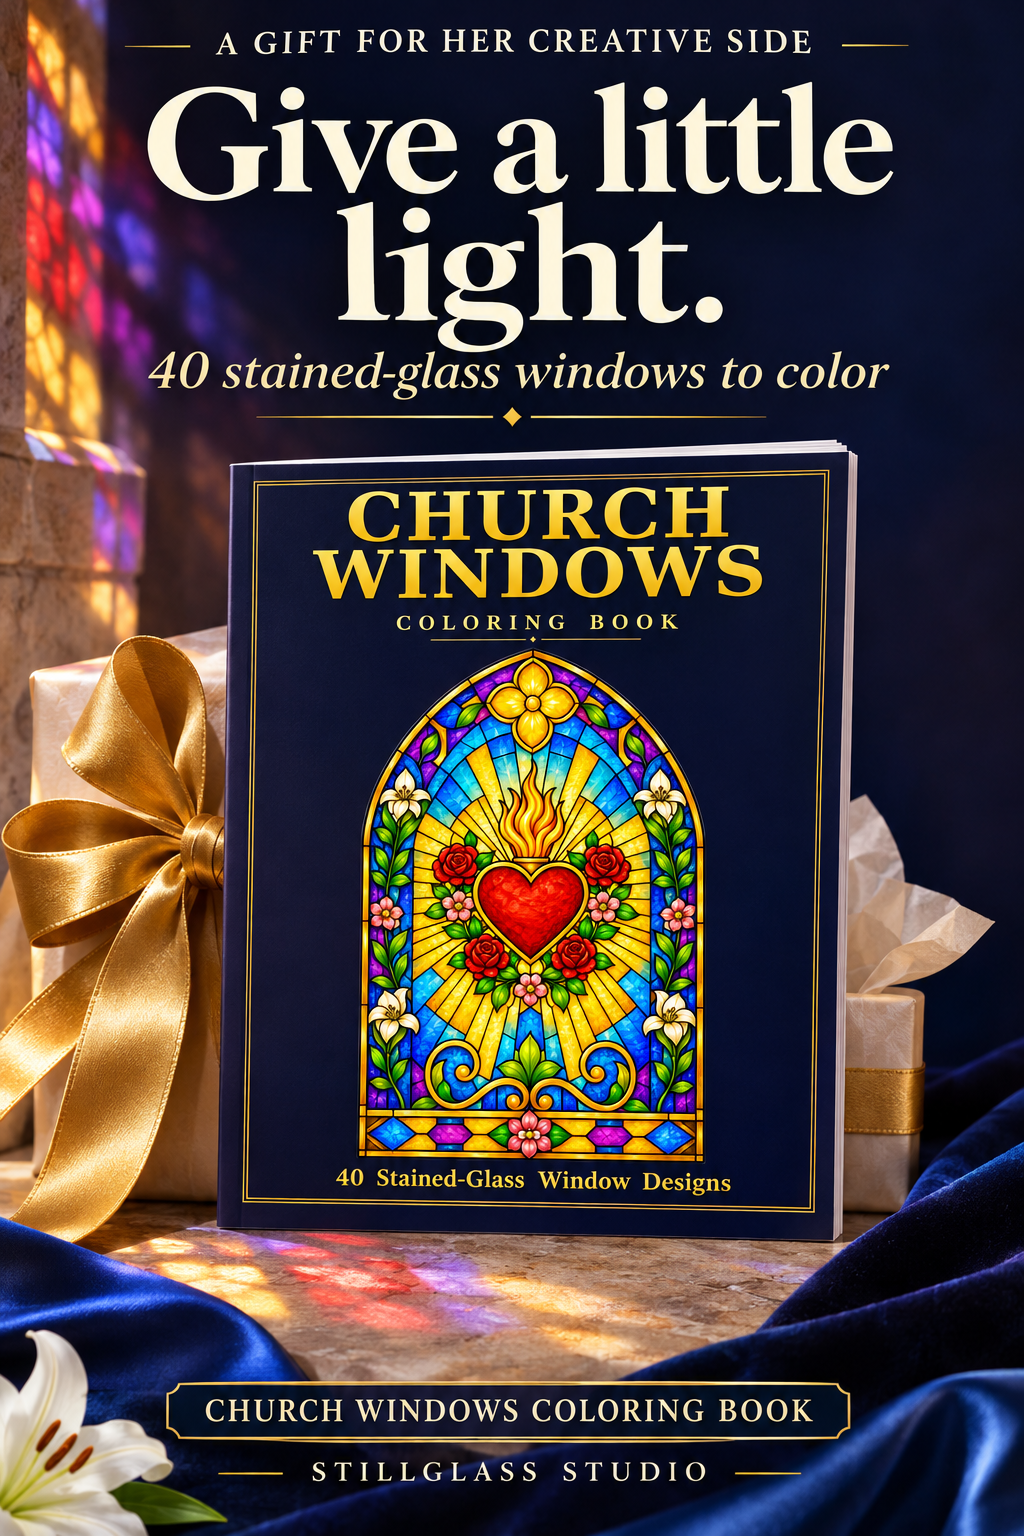 A GIFT FOR HER CREATIVE SIDE
Give a little
light.
40 stained-glass windows to color
CHURCH
WINDOWS
COLORING BOOK
40 Stained-Glass Window Designs
CHURCH WINDOWS COLORING BOOK
STILLGLASS STUDIO